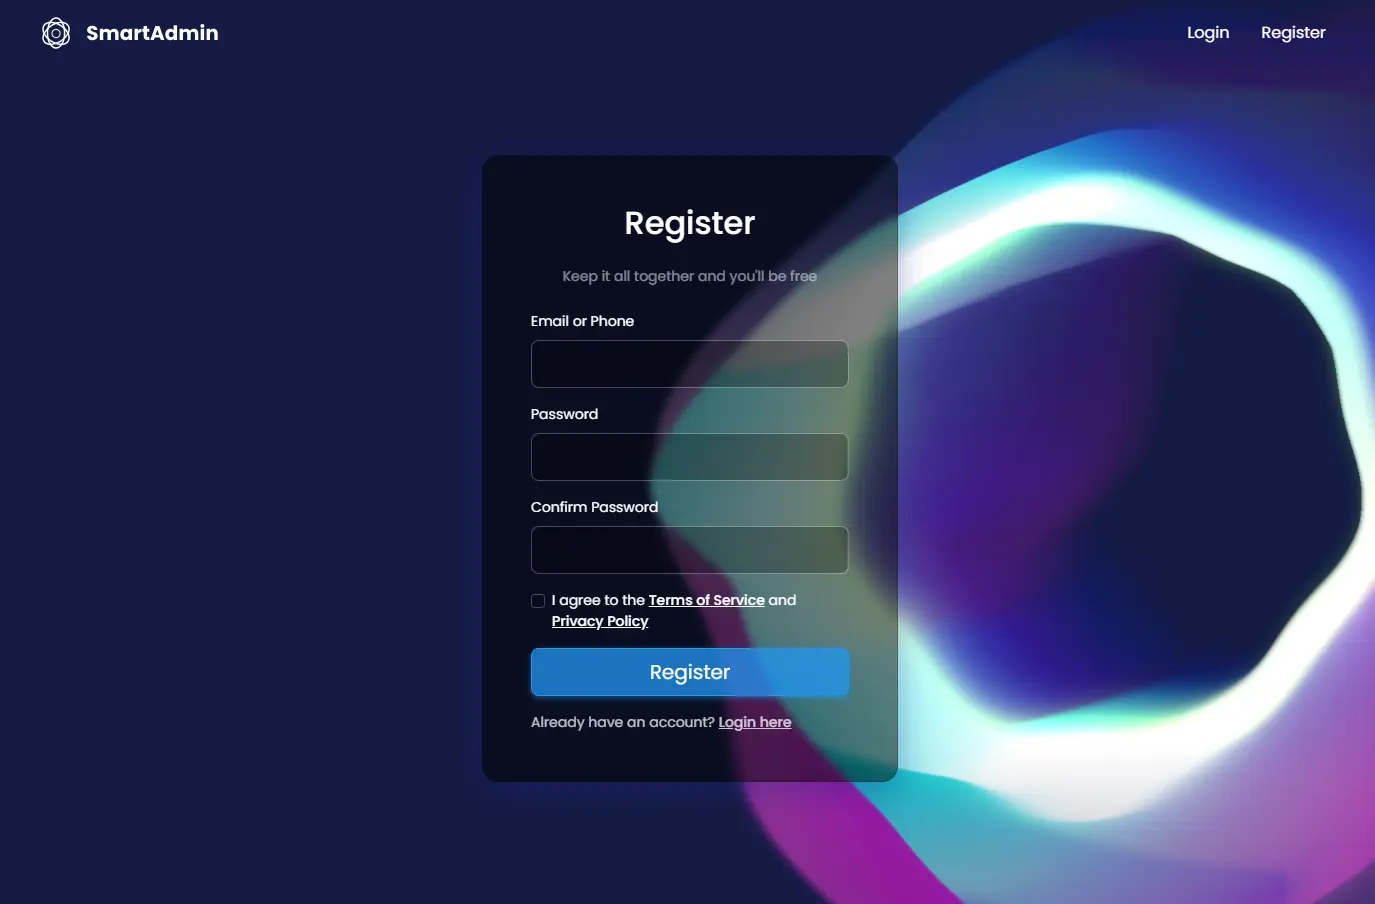 SmartAdmin
Login
Register
Register
Keep it all together and you'll be free
Email or Phone
Password
Confirm Password
I agree to the Terms of Service and
Privacy Policy
Register
Already have an account? Login here